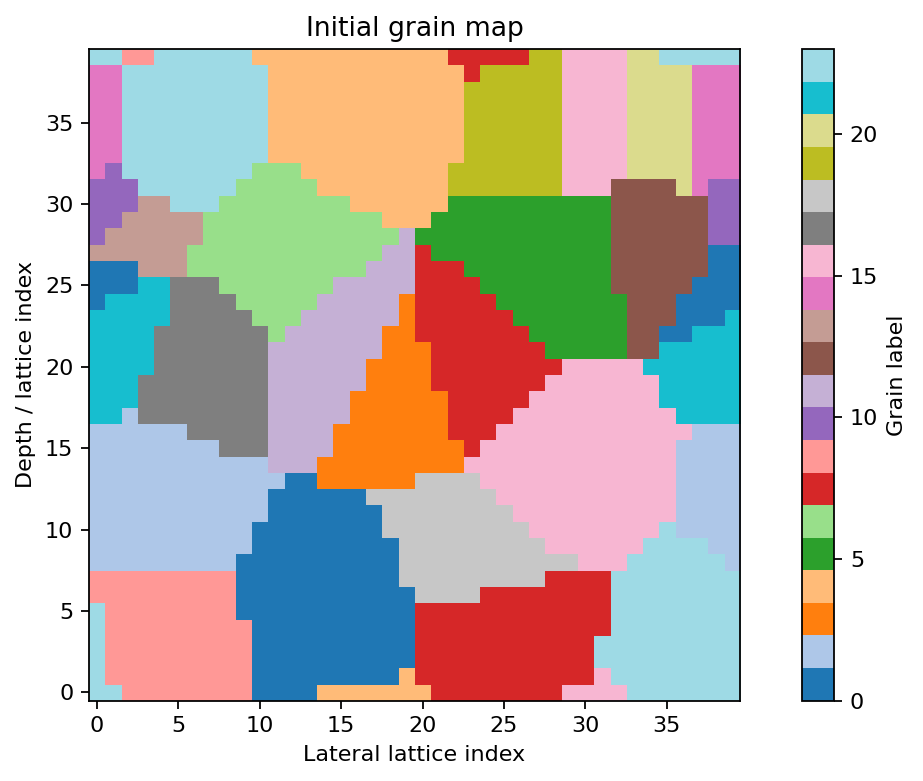 Initial grain map
35
30
25
20
15
10
5
0
Depth / lattice index
0 5 10 15 20 25 30 35
Lateral lattice index
20
15
10
5
0
Grain label